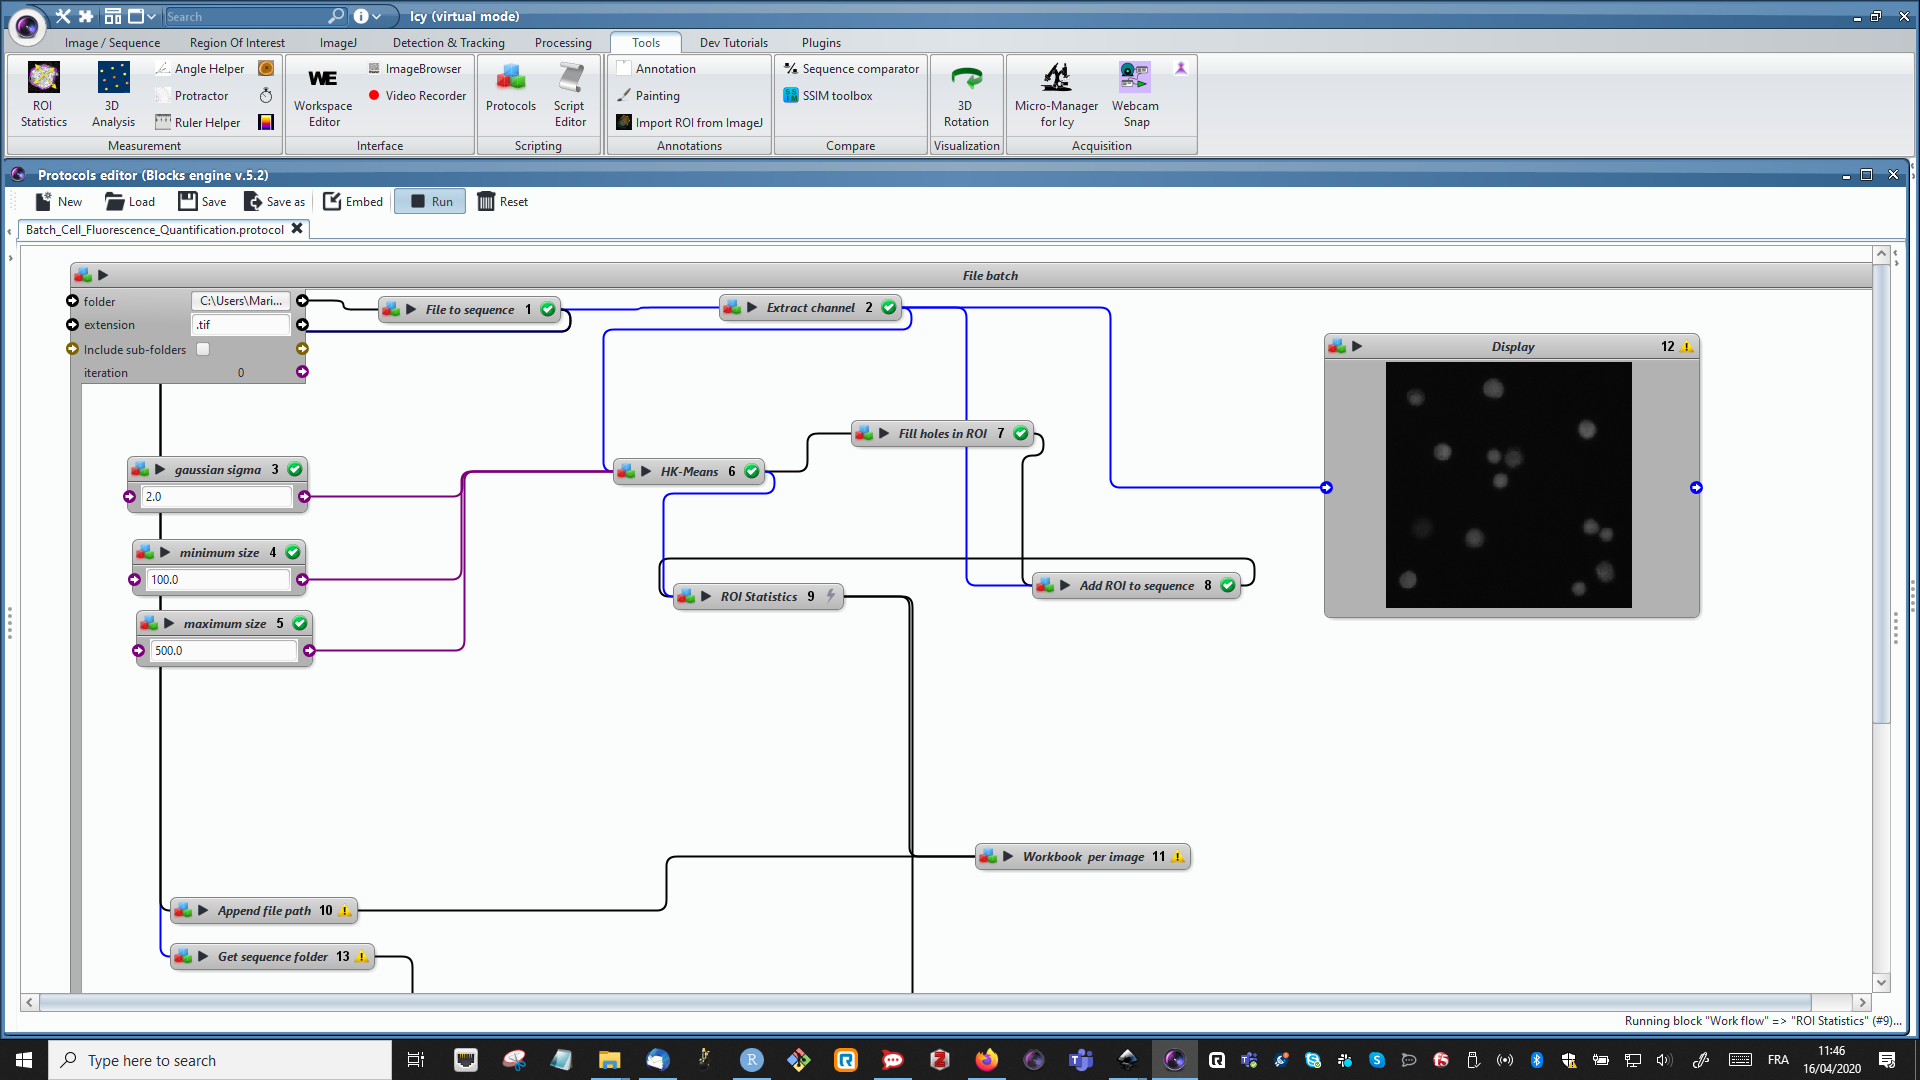 Search
Icy (virtual mode)
Image / Sequence
Region Of Interest
ImageJ
Detection & Tracking
Processing
Tools
Dev Tutorials
Plugins
ROI Statistics
3D Analysis
Angle Helper
Protractor
Ruler Helper
Measurement
WE
Workspace Editor
ImageBrowser
Video Recorder
Interface
Protocols
Script Editor
Scripting
Annotation
Painting
Import ROI from ImageJ
Annotations
Sequence comparator
SSIM toolbox
Compare
3D Rotation
Visualization
Micro-Manager for Icy
Webcam Snap
Acquisition
Protocols editor (Blocks engine v.5.2)
New
Load
Save
Save as
Embed
Run
Reset
Batch_Cell_Fluorescence_Quantification.protocol
File batch
folder
C:\Users\Mari...
extension
.tif
Include sub-folders
iteration
0
File to sequence 1
Extract channel 2
Display 12
gaussian sigma 3
2.0
minimum size 4
100.0
maximum size 5
500.0
HK-Means 6
Fill holes in ROI 7
Add ROI to sequence 8
ROI Statistics 9
Workbook per image 11
Append file path 10
Get sequence folder 13
Running block "Work flow" => "ROI Statistics" (#9)...
Type here to search
FRA
11:46
16/04/2020